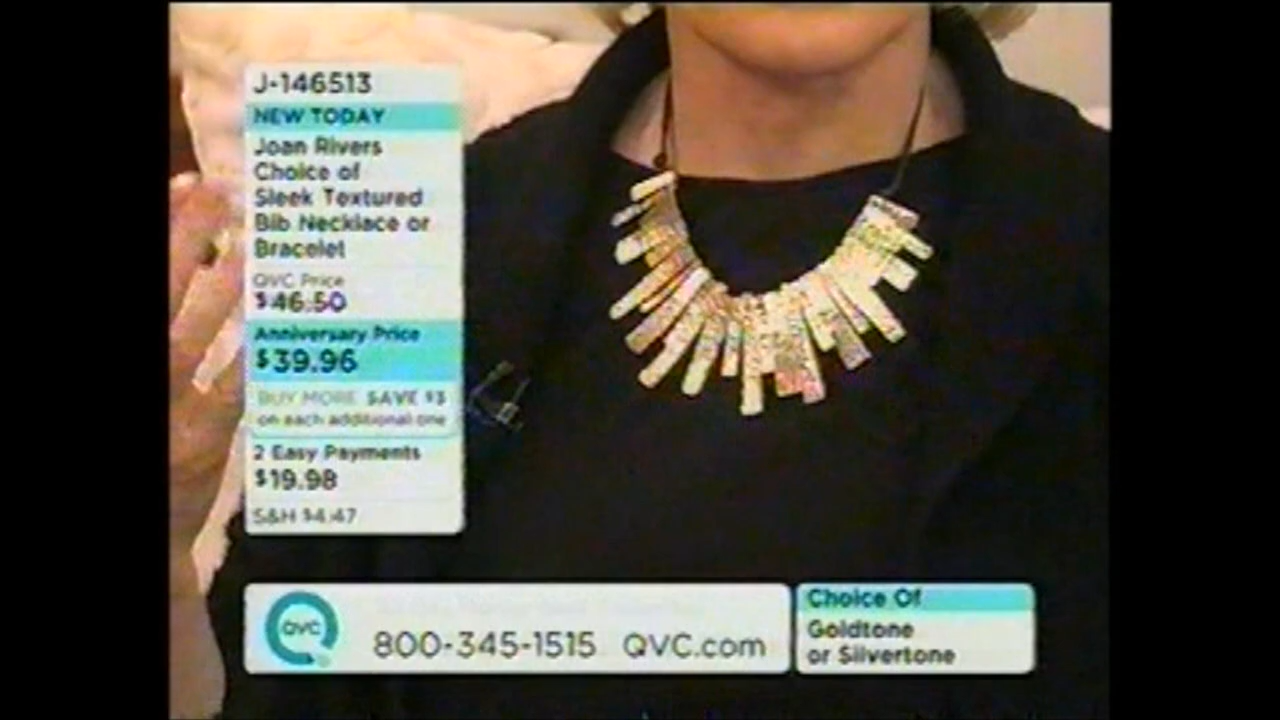 J-146513
NEW TODAY
Joan Rivers
Choice of
Sleek Textured
Bib Necklace or
Bracelet
QVC Price
$46.50
Anniversary Price
$39.96
BUY MORE SAVE $3
on each additional one
2 Easy Payments
$19.98
S&H $4.47
QVC
800-345-1515 QVC.com
Choice Of
Goldtone
or Silvertone